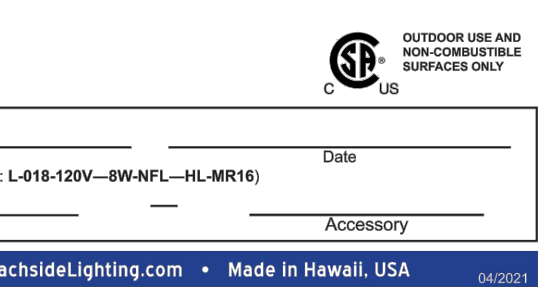 OUTDOOR USE AND
NON-COMBUSTIBLE
SURFACES ONLY
CSA®
C US
Date
: L-018-120V—8W-NFL—HL-MR16)
Accessory
achsideLighting.com • Made in Hawaii, USA
04/2021